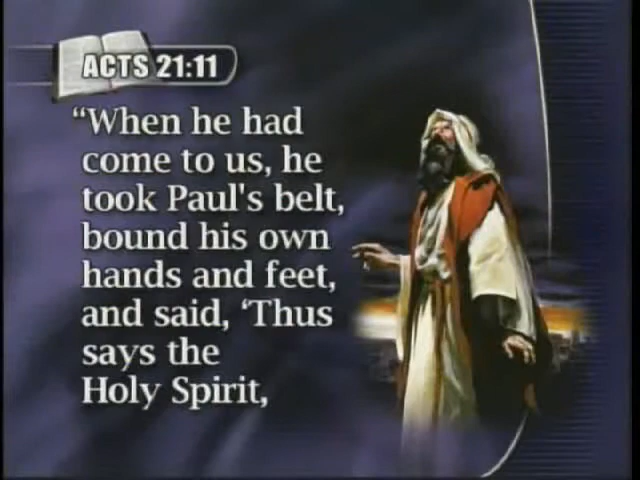 ACTS 21:11
“When he had
come to us, he
took Paul's belt,
bound his own
hands and feet,
and said, ‘Thus
says the
Holy Spirit,